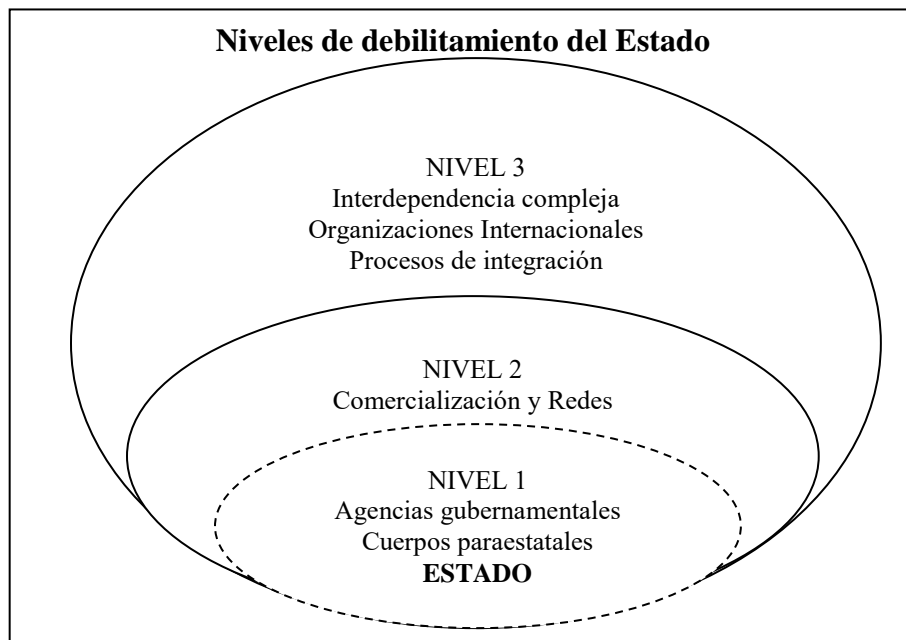 Niveles de debilitamiento del Estado
NIVEL 3
Interdependencia compleja
Organizaciones Internacionales
Procesos de integración
NIVEL 2
Comercialización y Redes
NIVEL 1
Agencias gubernamentales
Cuerpos paraestatales
ESTADO